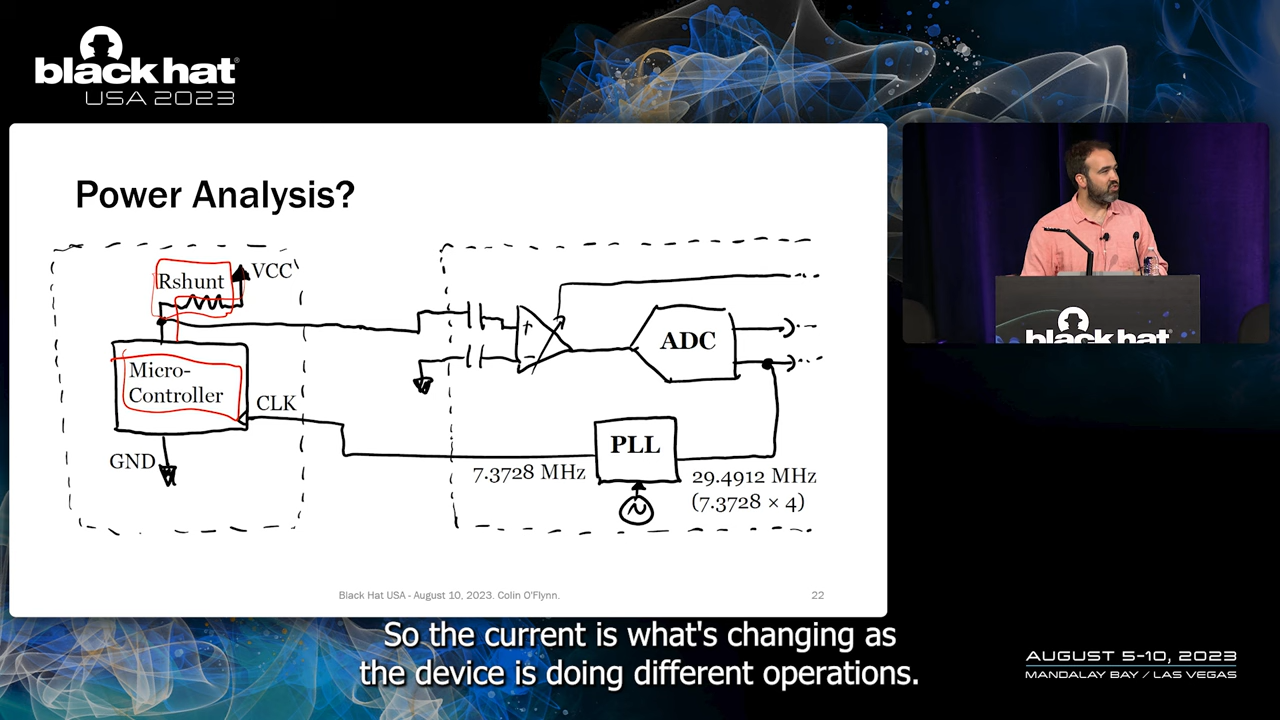 black hat
USA 2023
Power Analysis?
Rshunt
VCC
Micro-
Controller
CLK
GND
ADC
PLL
7.3728 MHz
29.4912 MHz
(7.3728 × 4)
Black Hat USA - August 10, 2023. Colin O'Flynn.
22
black hat
So the current is what's changing as
the device is doing different operations.
AUGUST 5-10, 2023
MANDALAY BAY / LAS VEGAS